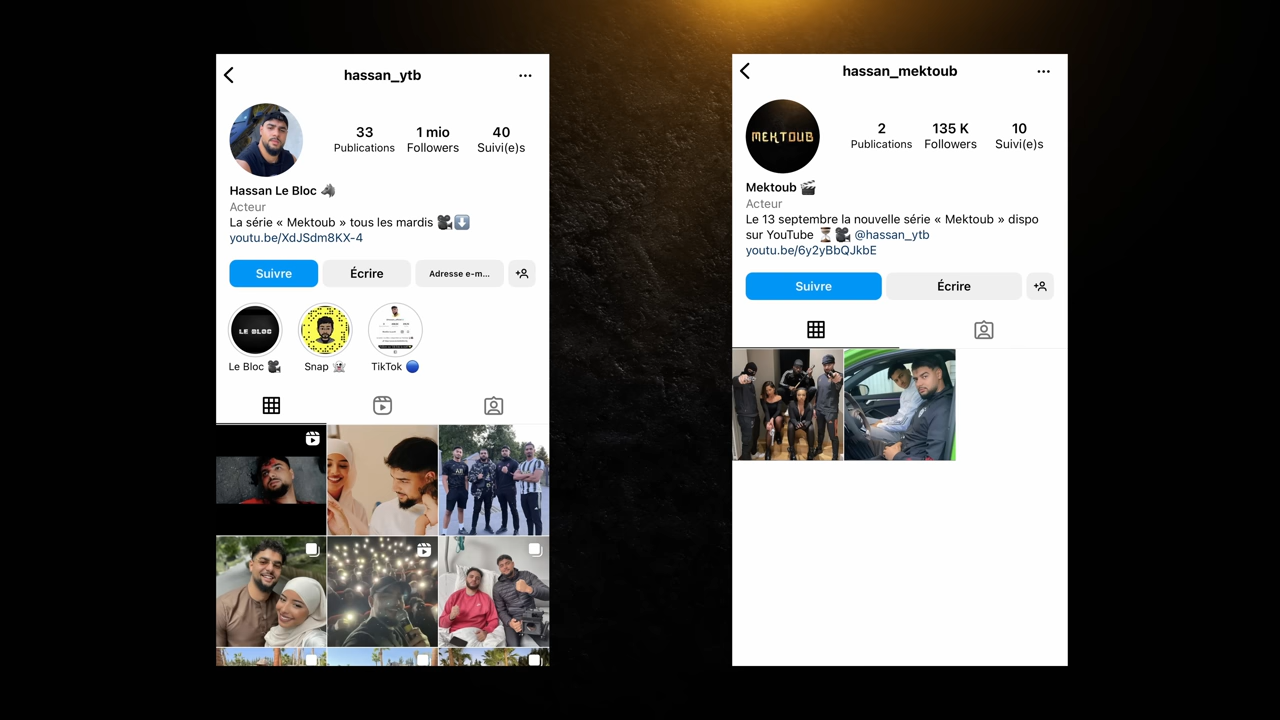 hassan_ytb
33
1 mio
40
Publications
Followers
Suivi(e)s
Hassan Le Bloc 🐴
Acteur
La série « Mektoub » tous les mardis 🎥⬇️
youtu.be/XdJSdm8KX-4
Suivre
Écrire
Adresse e-m...
LE BLOC
Le Bloc 🎥
Snap 👻
TikTok 🔵
hassan_mektoub
MEKTOUB
2
135 K
10
Publications
Followers
Suivi(e)s
Mektoub 🎬
Acteur
Le 13 septembre la nouvelle série « Mektoub » dispo
sur YouTube ⏳🎥 @hassan_ytb
youtu.be/6y2yBbQJkbE
Suivre
Écrire